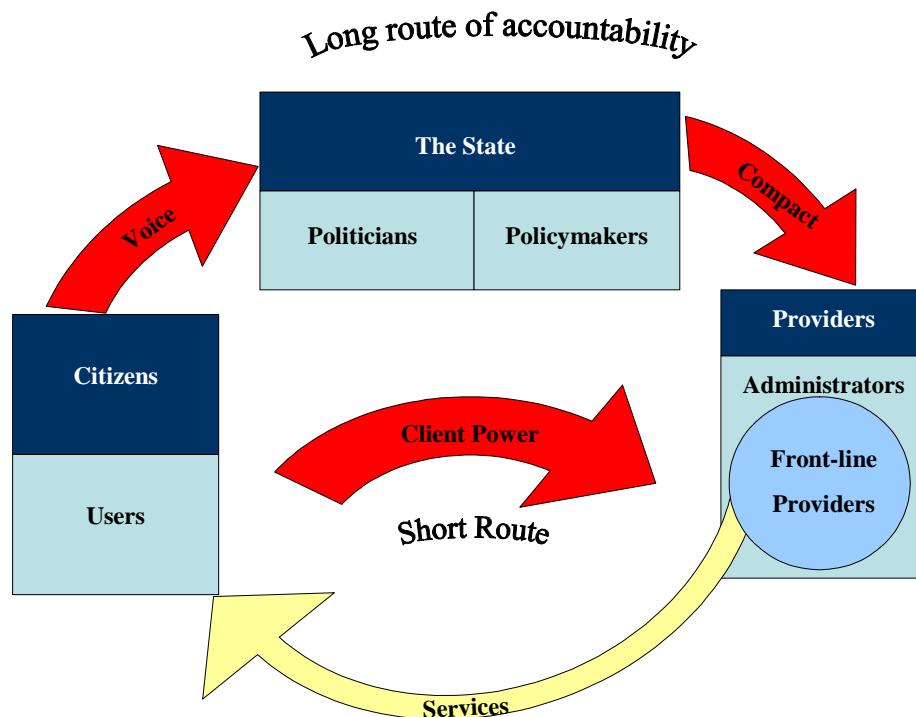 Long route of accountability
The State
Politicians
Policymakers
Voice
Compact
Citizens
Users
Providers
Administrators
Front-line
Providers
Client Power
Short Route
Services